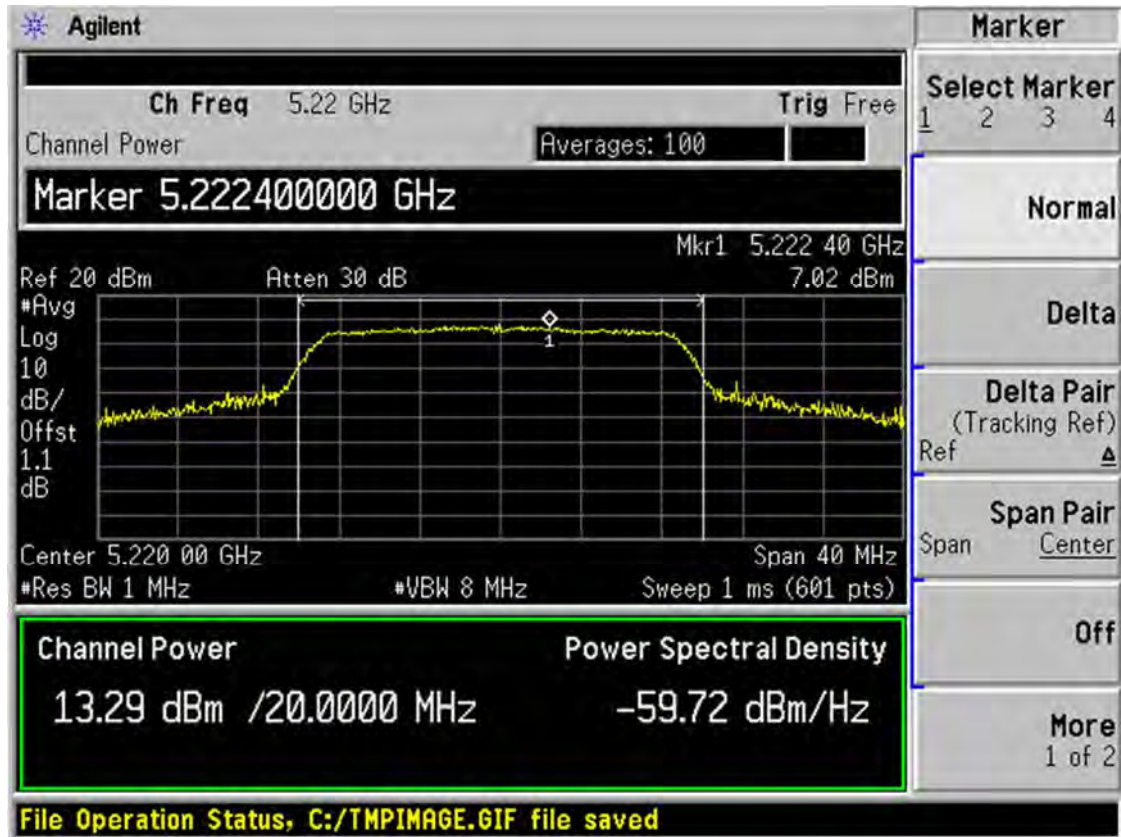 Agilent
Marker
Ch Freq 5.22 GHz Trig Free
Channel Power Averages: 100
Marker 5.222400000 GHz
Mkr1 5.222 40 GHz
Ref 20 dBm Atten 30 dB 7.02 dBm
#Avg
Log
10
dB/
Offst
1.1
dB
1
Center 5.220 00 GHz Span 40 MHz
#Res BW 1 MHz #VBW 8 MHz Sweep 1 ms (601 pts)
Channel Power Power Spectral Density
13.29 dBm /20.0000 MHz -59.72 dBm/Hz
File Operation Status, C:/TMPIMAGE.GIF file saved
Select Marker
1 2 3 4
Normal
Delta
Delta Pair
(Tracking Ref)
Ref Δ
Span Pair
Span Center
Off
More
1 of 2